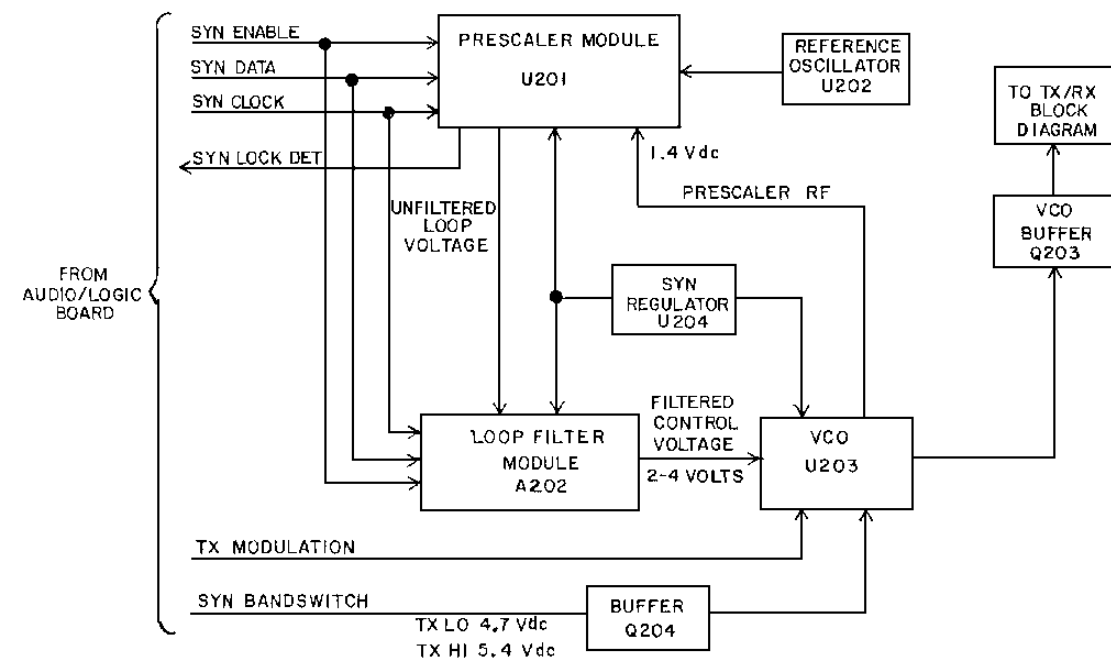 SYN ENABLE
SYN DATA
SYN CLOCK
SYN LOCK DET
PRESCALER MODULE
U201
REFERENCE
OSCILLATOR
U202
TO TX/RX
BLOCK
DIAGRAM
1.4 Vdc
PRESCALER RF
UNFILTERED
LOOP
VOLTAGE
VCO
BUFFER
Q203
FROM
AUDIO/LOGIC
BOARD
SYN
REGULATOR
U204
LOOP FILTER
MODULE
A202
FILTERED
CONTROL
VOLTAGE
2-4 VOLTS
VCO
U203
TX MODULATION
SYN BANDSWITCH
TX LO 4.7 Vdc
TX HI 5.4 Vdc
BUFFER
Q204